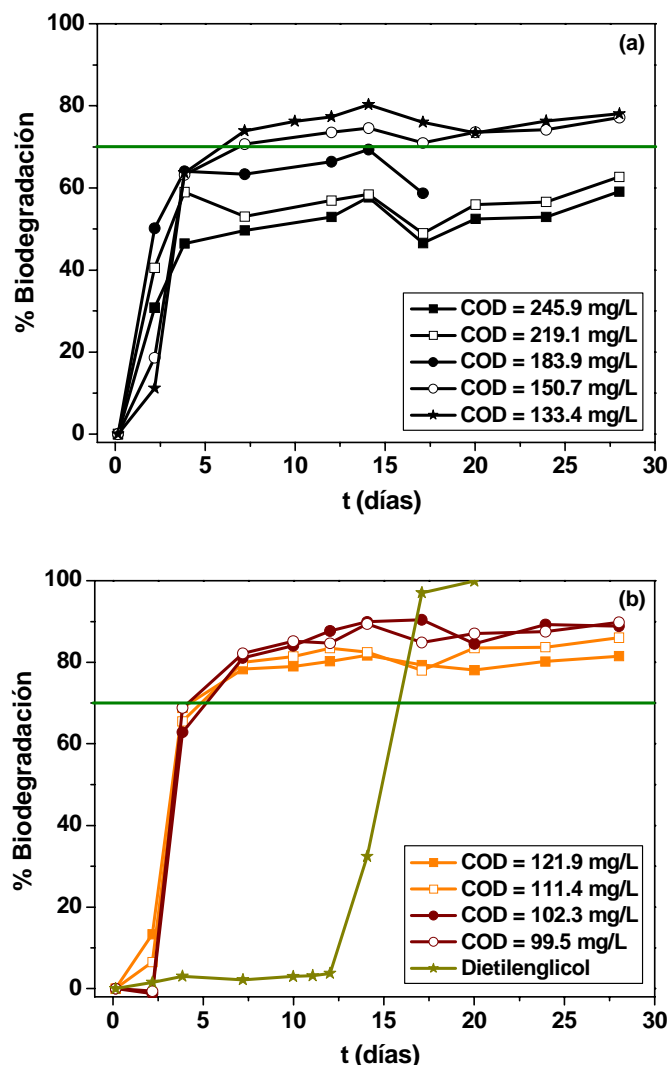 (a)
% Biodegradación
100
80
60
40
20
0
COD = 245.9 mg/L
COD = 219.1 mg/L
COD = 183.9 mg/L
COD = 150.7 mg/L
COD = 133.4 mg/L
0 5 10 15 20 25 30
t (días)
(b)
% Biodegradación
100
80
60
40
20
0
COD = 121.9 mg/L
COD = 111.4 mg/L
COD = 102.3 mg/L
COD = 99.5 mg/L
Dietilenglicol
0 5 10 15 20 25 30
t (días)